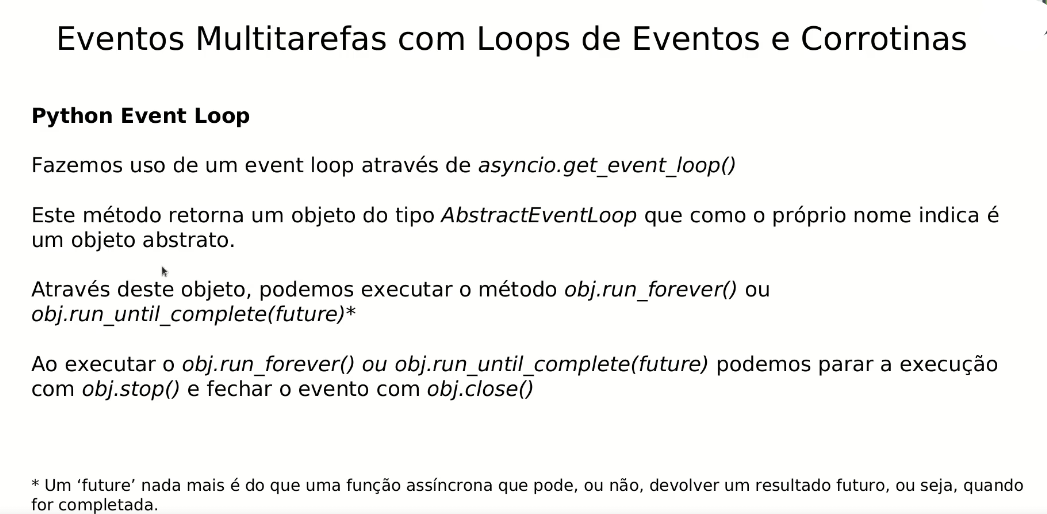 Eventos Multitarefas com Loops de Eventos e Corrotinas
Python Event Loop
Fazemos uso de um event loop através de asyncio.get_event_loop()
Este método retorna um objeto do tipo AbstractEventLoop que como o próprio nome indica é
um objeto abstrato.
Através deste objeto, podemos executar o método obj.run_forever() ou
obj.run_until_complete(future)*
Ao executar o obj.run_forever() ou obj.run_until_complete(future) podemos parar a execução
com obj.stop() e fechar o evento com obj.close()
* Um ‘future’ nada mais é do que uma função assíncrona que pode, ou não, devolver um resultado futuro, ou seja, quando
for completada.